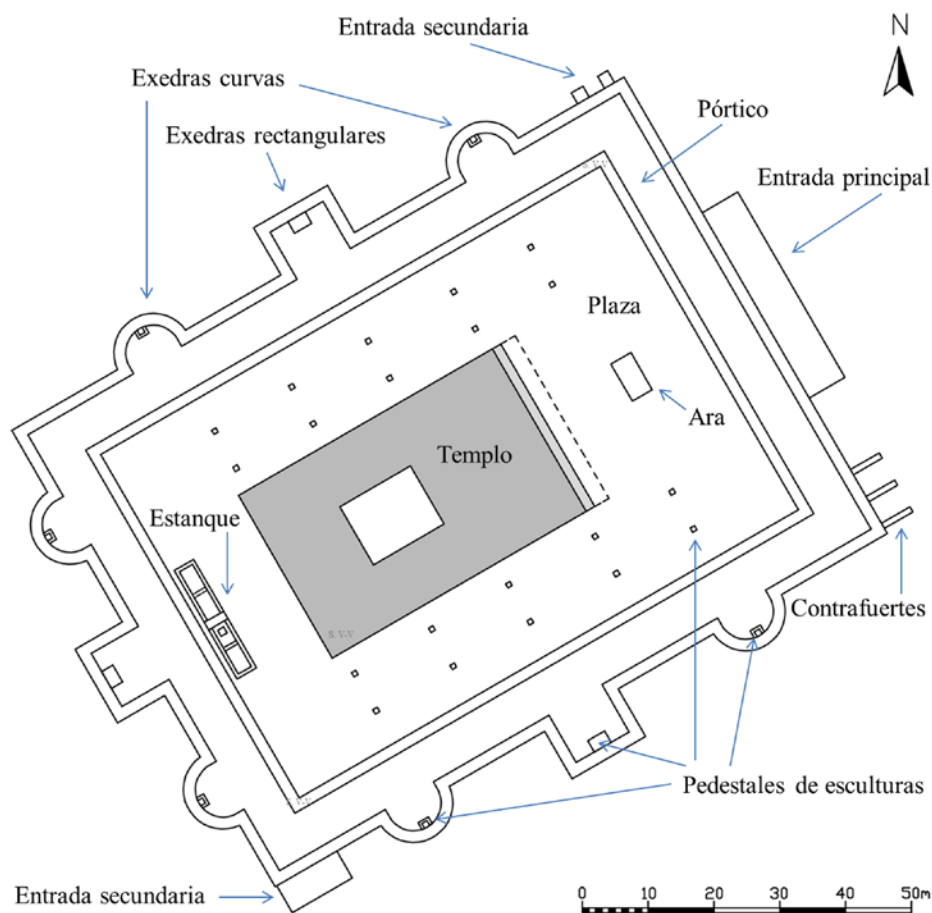 Entrada secundaria
N
Exedras curvas
Pórtico
Exedras rectangulares
Entrada principal
Plaza
Ara
Templo
Estanque
Contrafuertes
S. V-V
Pedestales de esculturas
Entrada secundaria
0 10 20 30 40 50m